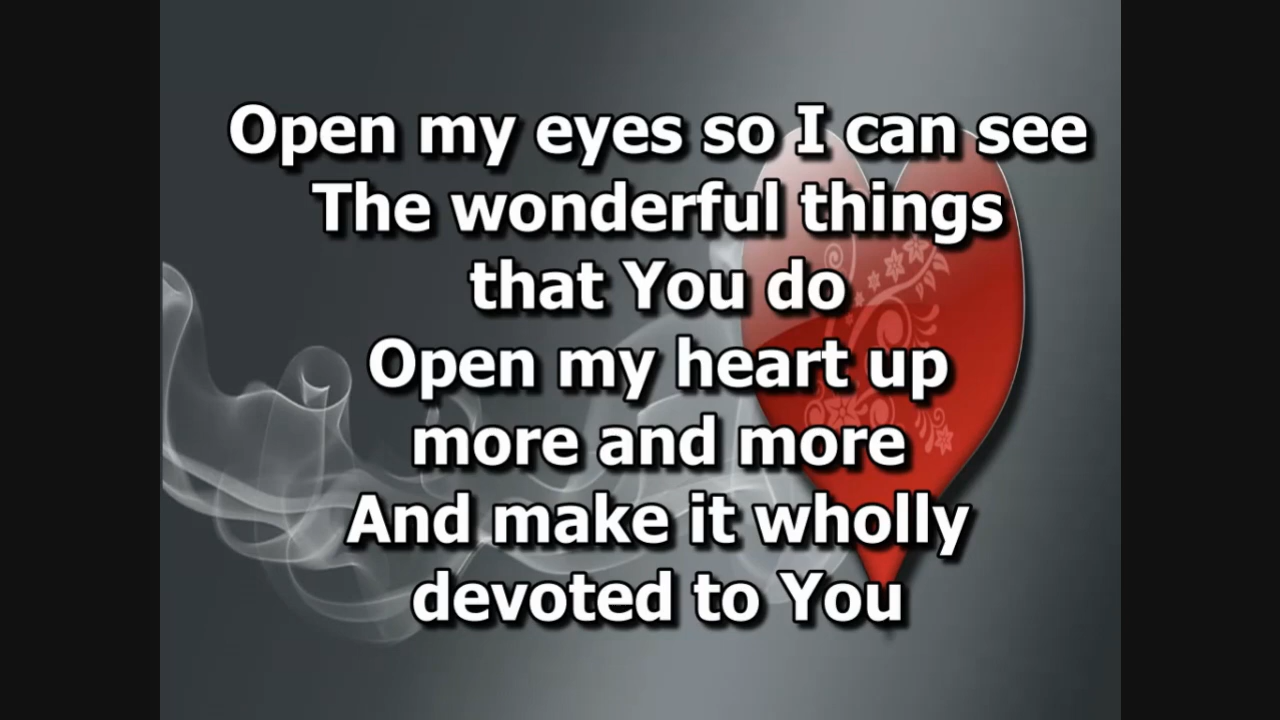 Open my eyes so I can see
The wonderful things
that You do
Open my heart up
more and more
And make it wholly
devoted to You